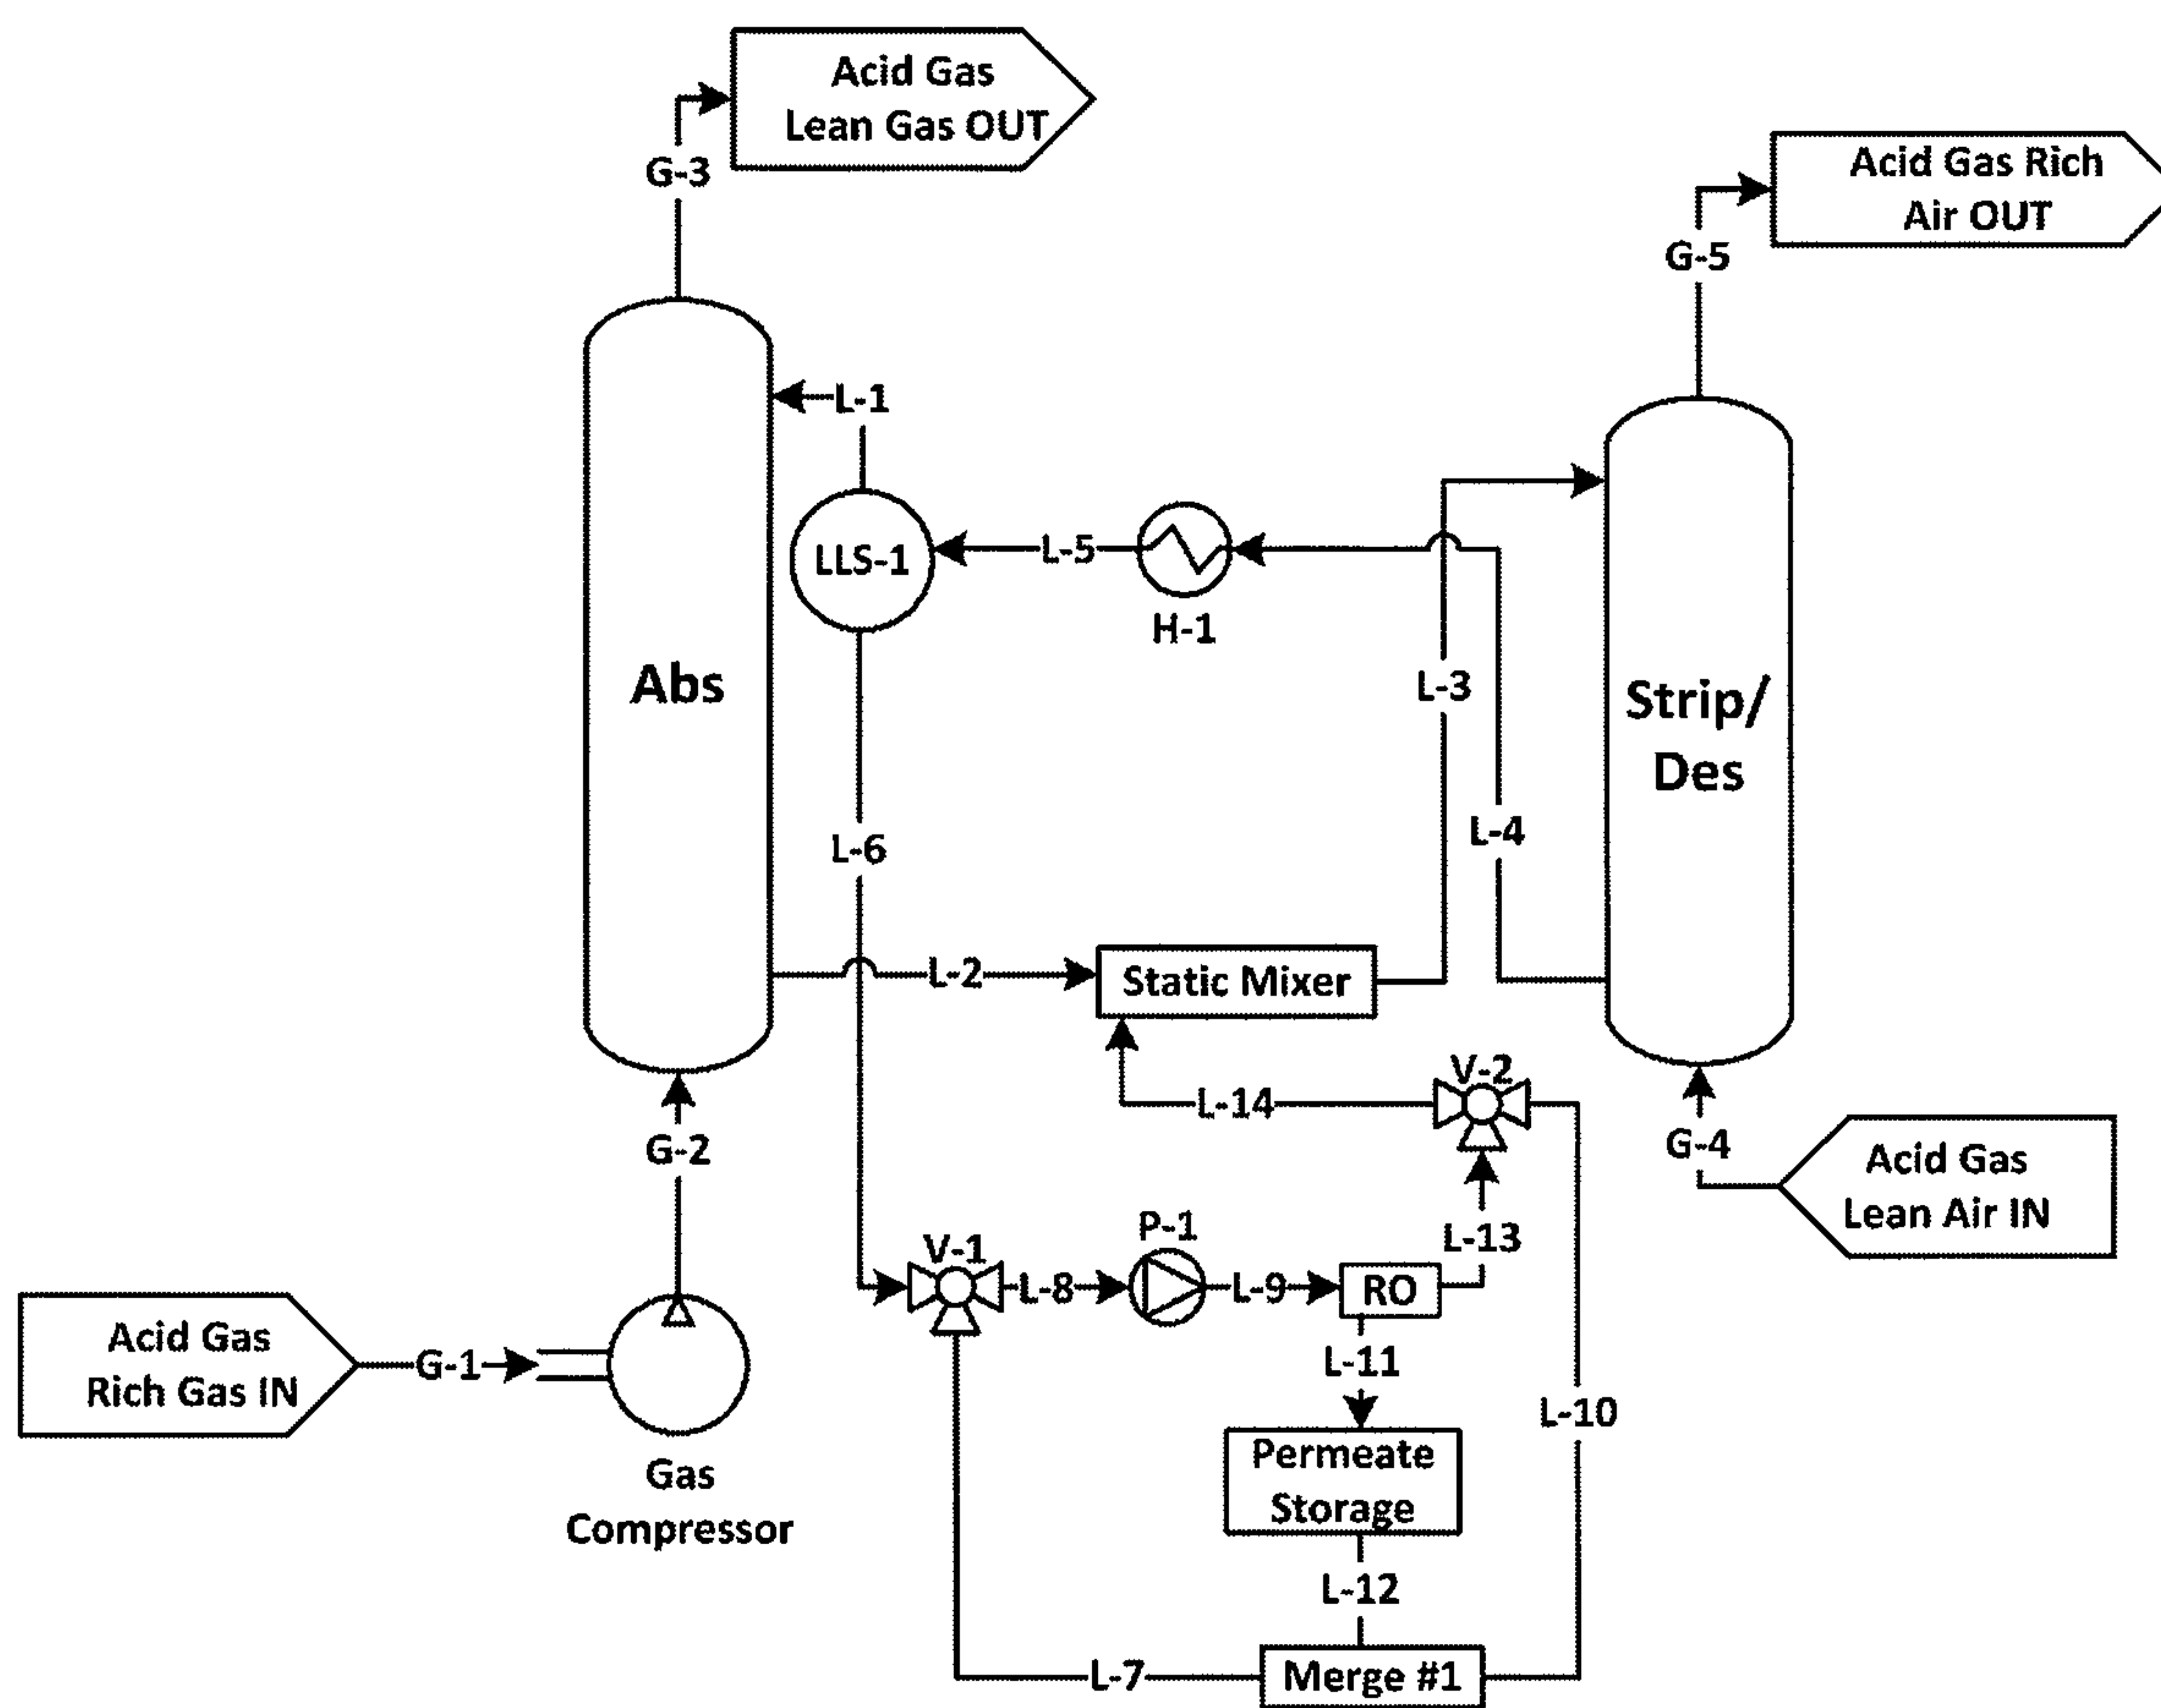 Acid Gas
Lean Gas OUT
G-3
Acid Gas Rich
Air OUT
G-5
L-1
LLS-1
L-5
H-1
Abs
L-3
Strip/
Des
L-4
L-6
L-2
Static Mixer
V-2
L-14
G-2
G-4
Acid Gas
Lean Air IN
P-1
L-13
V-1
L-8
L-9
RO
Acid Gas
Rich Gas IN
G-1
L-11
L-10
Gas
Compressor
Permeate
Storage
L-12
L-7
Merge #1